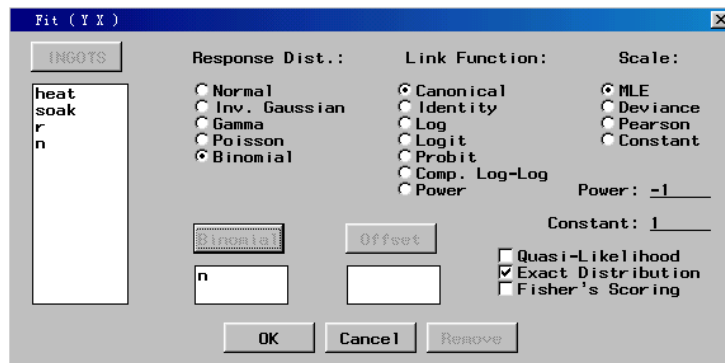 Fit ( Y X )
INGOTS
heat
soak
r
n
Response Dist.:
Normal
Inv. Gaussian
Gamma
Poisson
Binomial
Link Function:
Canonical
Identity
Log
Logit
Probit
Comp. Log-Log
Power
Scale:
MLE
Deviance
Pearson
Constant
Power: -1
Constant: 1
Binomial
n
Offset
Quasi-Likelihood
Exact Distribution
Fisher's Scoring
OK
Cancel
Remove